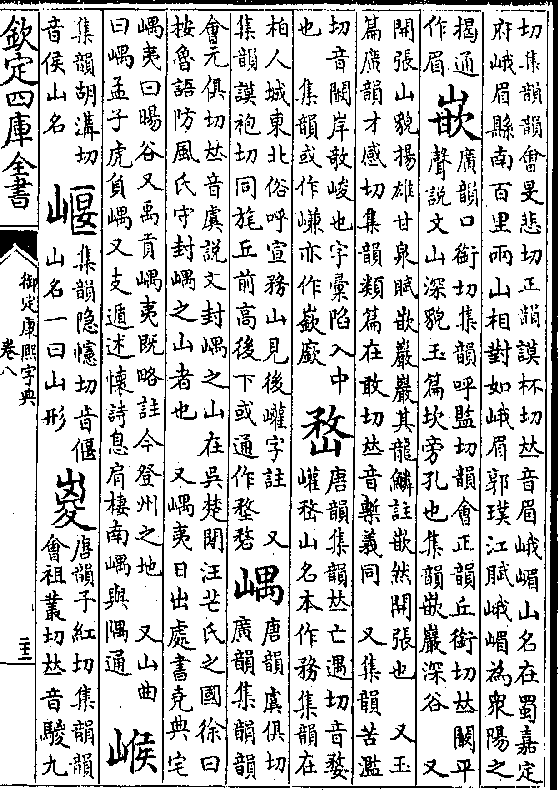 切集韻韻會旻悲切正韻謨杯切𠀤音眉峨嵋山名在蜀嘉定
府峨眉縣南百里兩山相對如峨眉郭璞江賦峨嵋為衆陽之
揭通
作眉
嵌
廣韻口銜切集韻呼監切韻會正韻丘銜切𠀤闞平
聲說文山深貌玉篇坎旁孔也集韻嵌巖深谷 又
開張山貌揚雄甘泉賦嵌巖巖其龍鱗註嵌然開張也 又玉
篇廣韻才感切集韻類篇在敢切𠀤音槧義同 又集韻苦濫
切音闞岸敧峻也字彙陷入中
也 集韻或作亦作
嵍
唐韻集韻𠀤亡遇切音婺
巏嵍山名本作務集韻在
柏人城東北俗呼宣務山見後巏字註 又
集韻謨袍切同旄丘前高後下或通作堥
嵎
唐韻虞俱切
廣韻集韻韻
會元俱切𠀤音虞說文封嵎之山在吳楚閒汪芒氏之國徐曰
按魯語防風氏守封嵎之山者也 又嵎夷日出處書堯典宅
嵎夷曰暘谷又禹貢嵎夷既略註今登州之地 又山曲
曰嵎孟子虎負嵎又支遁述懷詩息肩棲南嵎與隅通
集韻胡溝切
音侯山名
集韻隱幰切音偃
山名一曰山形
嵏
唐韻子紅切集韻韻
會祖叢切𠀤音騣九
欽定四庫全書
御定康熙字典
卷八